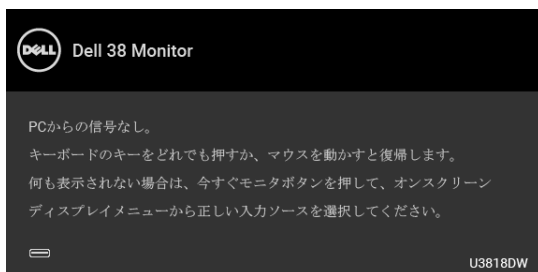 DELL
Dell 38 Monitor
PCからの信号なし。
キーボードのキーをどれでも押すか、マウスを動かすと復帰します。
何も表示されない場合は、今すぐモニタボタンを押して、オンスクリーン
ディスプレイメニューから正しい入力ソースを選択してください。
U3818DW